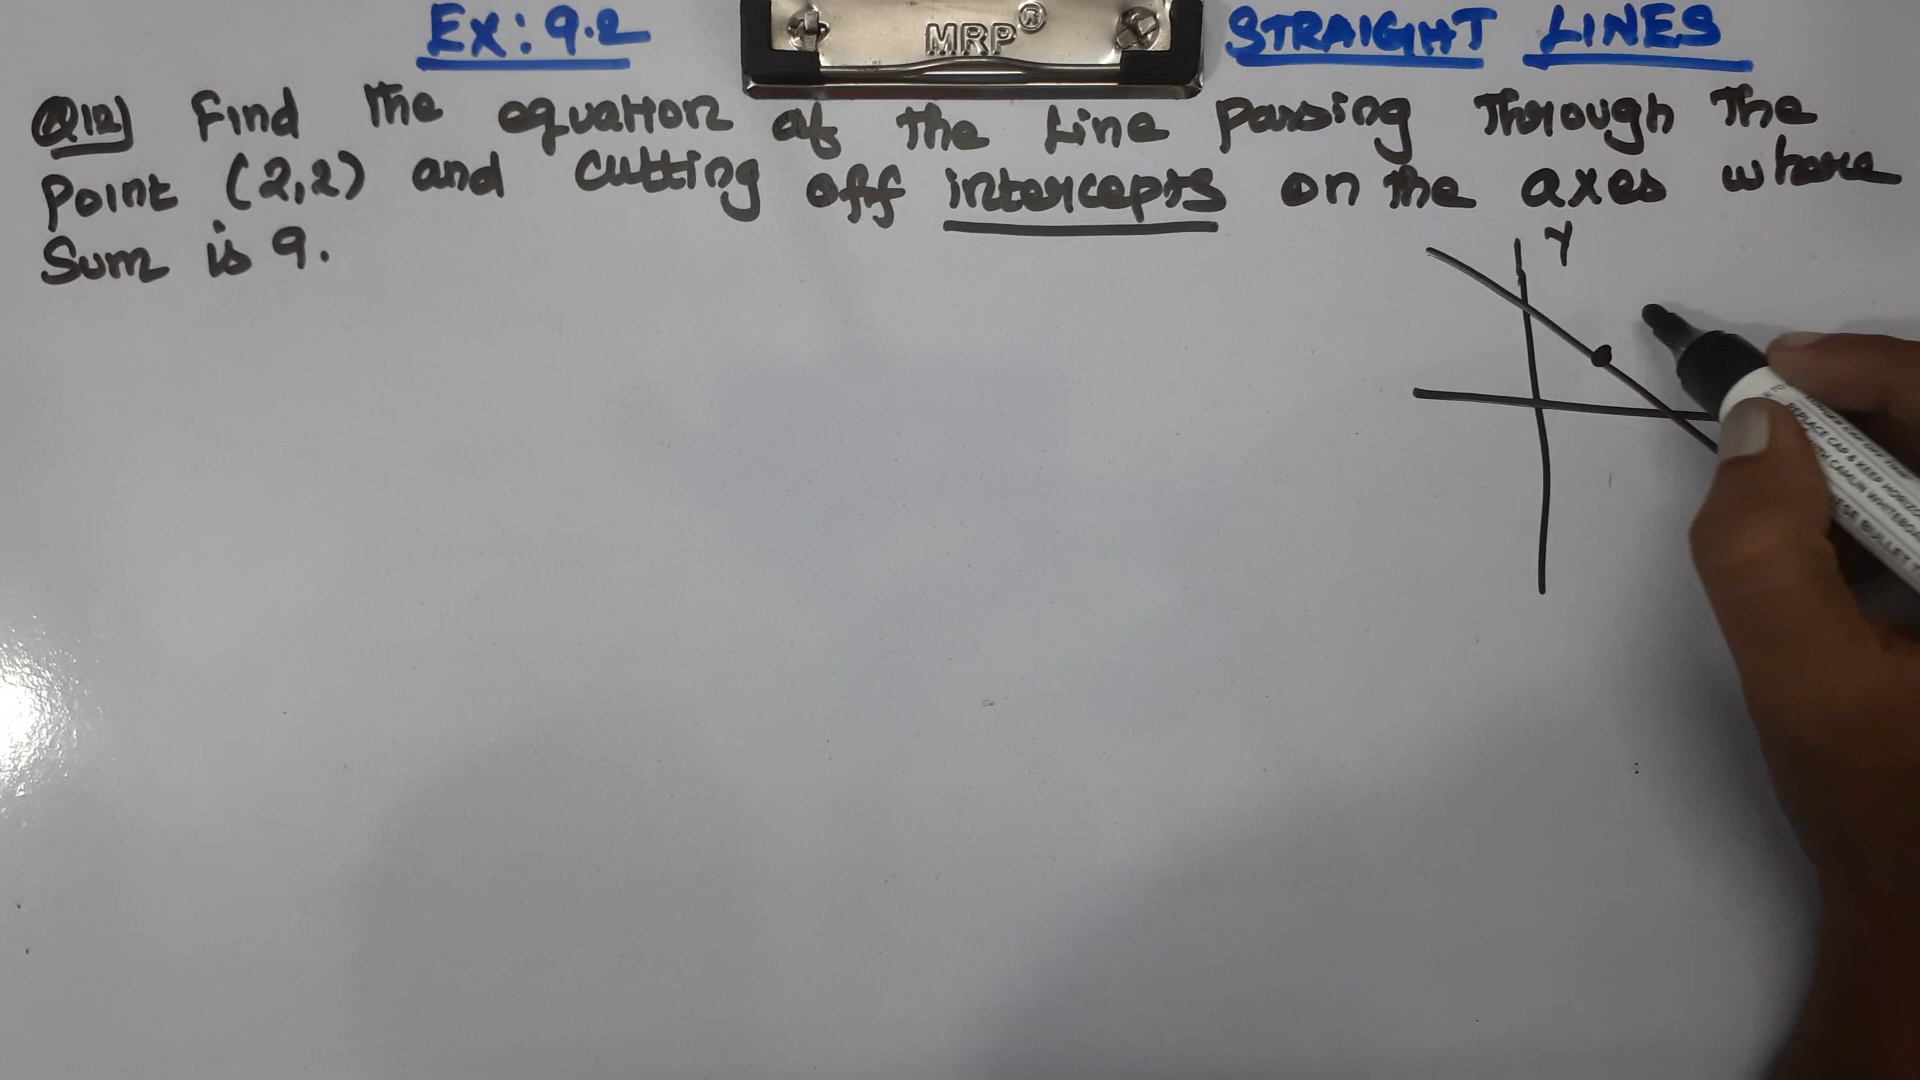 EX: 9.2
MRP®
STRAIGHT LINES
Q12) Find the equation of the line passing through the
point (2,2) and cutting off intercepts on the axes whose
Sum is 9.
Y